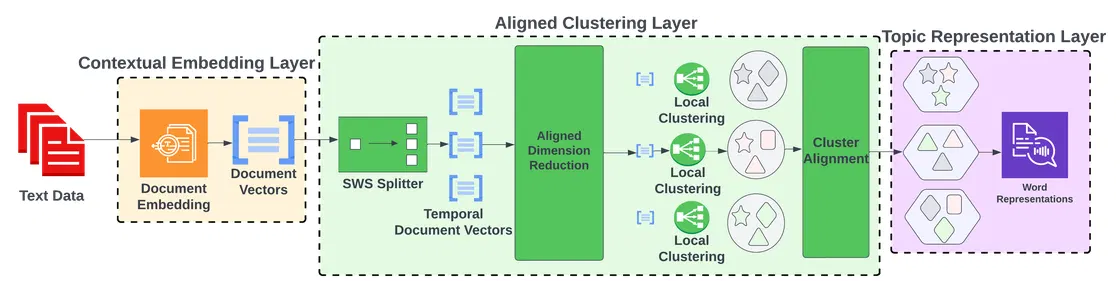 Aligned Clustering Layer
Topic Representation Layer
Contextual Embedding Layer
Text Data
Document
Embedding
Document
Vectors
SWS Splitter
Temporal
Document Vectors
Aligned
Dimension
Reduction
Local
Clustering
Local
Clustering
Local
Clustering
Cluster
Alignment
Word
Representations